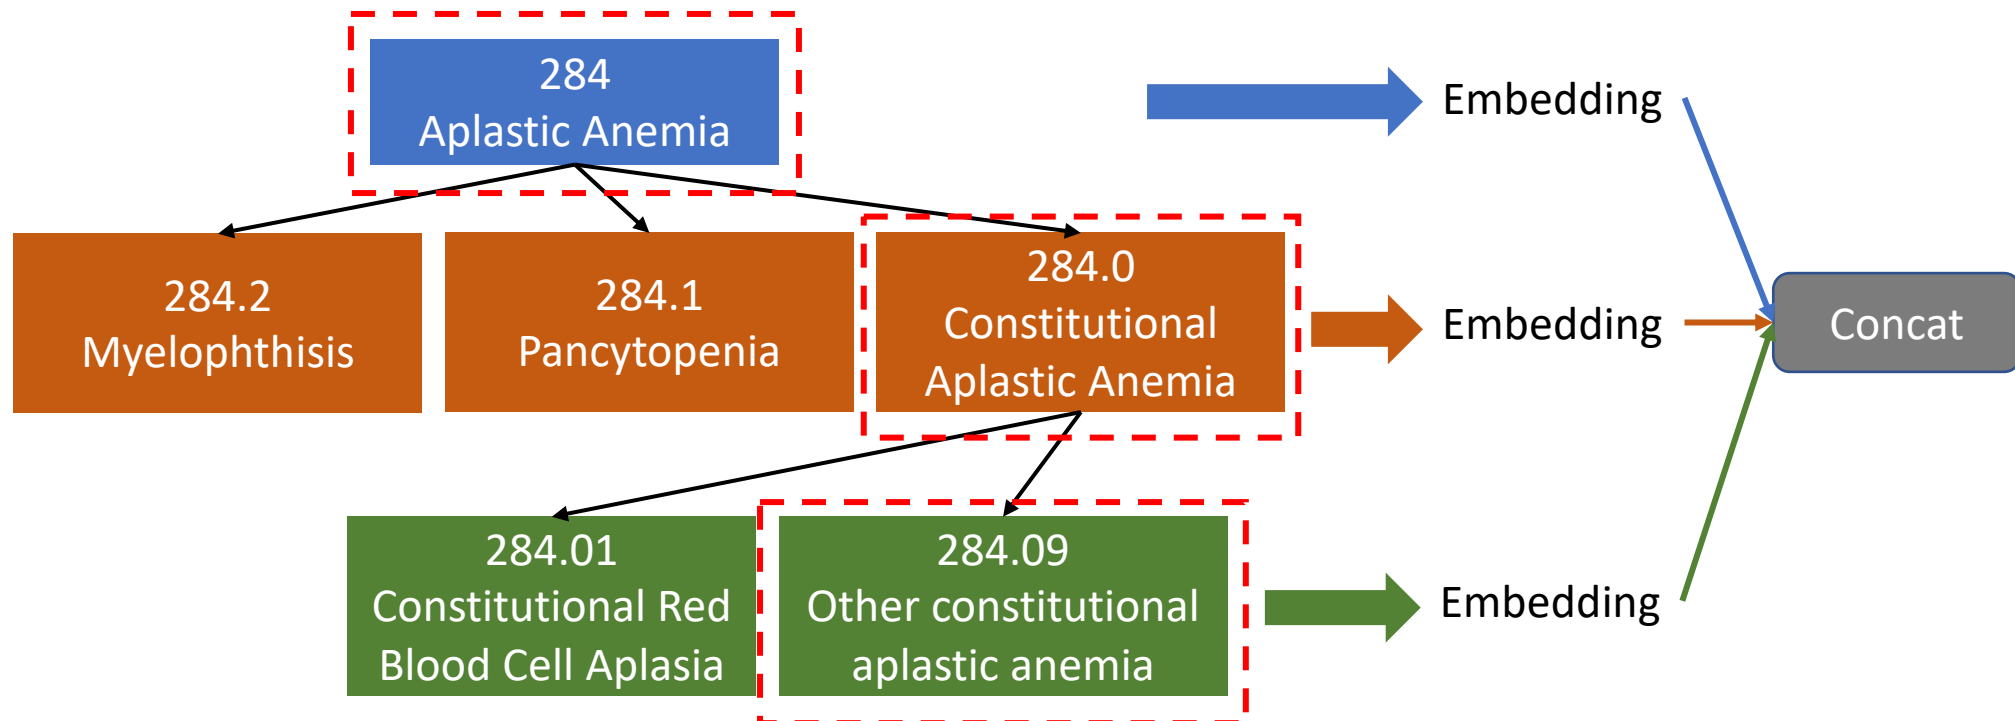 284
Aplastic Anemia
Embedding
284.2
Myelophthisis
284.1
Pancytopenia
284.0
Constitutional
Aplastic Anemia
Embedding
Concat
284.01
Constitutional Red
Blood Cell Aplasia
284.09
Other constitutional
aplastic anemia
Embedding